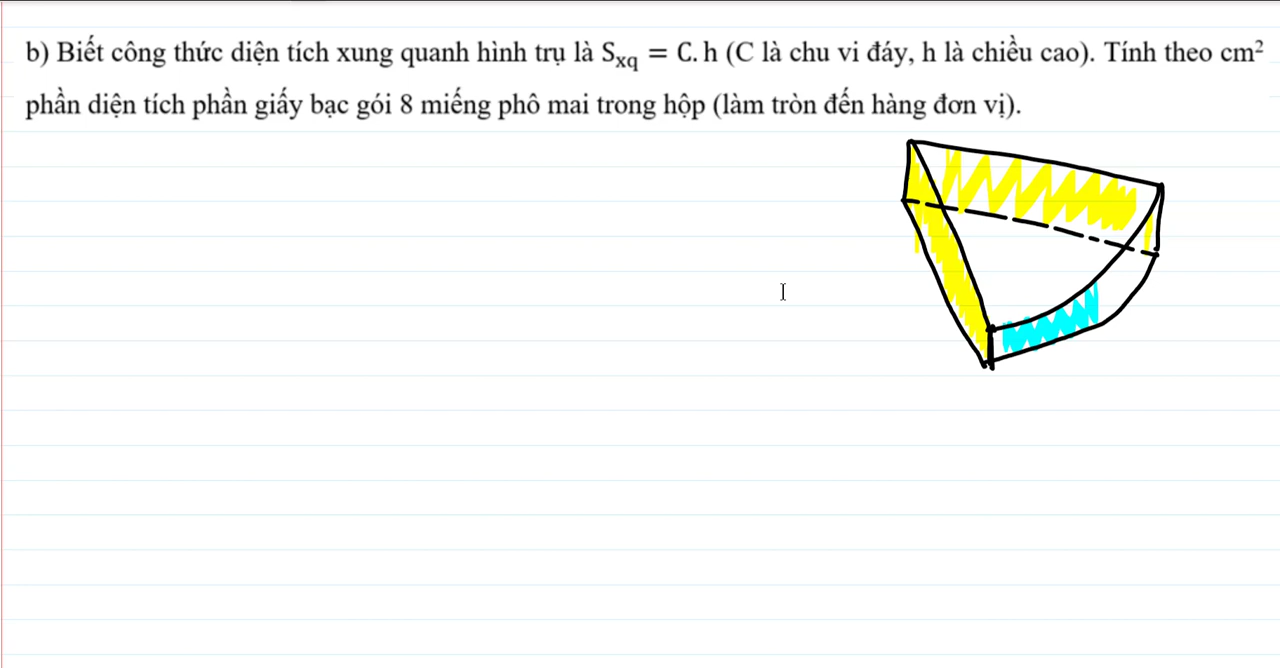 b) Biết công thức diện tích xung quanh hình trụ là Sxq = C. h (C là chu vi đáy, h là chiều cao). Tính theo cm²
phần diện tích phần giấy bạc gói 8 miếng phô mai trong hộp (làm tròn đến hàng đơn vị).